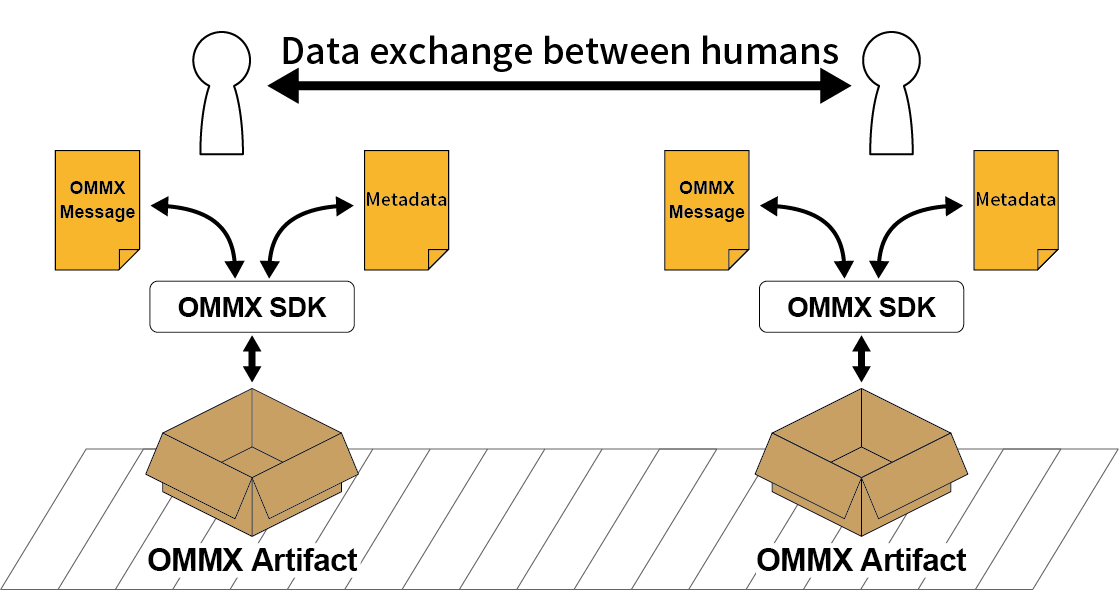 Data exchange between humans
OMMX
Message
Metadata
OMMX SDK
OMMX Artifact
OMMX
Message
Metadata
OMMX SDK
OMMX Artifact